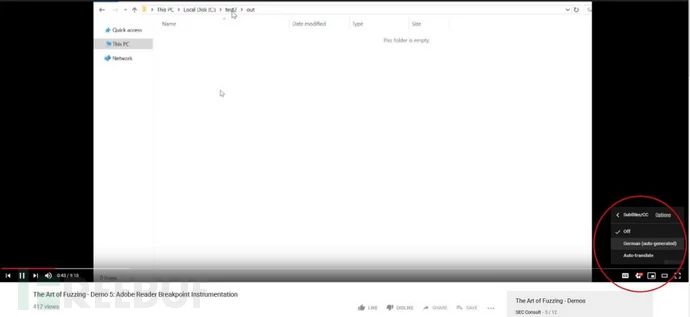 This PC > Local Disk (C:) > test2 > out
Name Date modified Type Size
This folder is empty.
Quick access
This PC
Network
Subtitles/CC Options
Off
German (auto-generated)
Auto-translate
0 items
0:43 / 9:18
The Art of Fuzzing - Demo 5: Adobe Reader Breakpoint Instrumentation
412 views
LIKE DISLIKE SHARE SAVE
The Art of Fuzzing - Demos
SEC Consult - 5 / 12
REEBUF